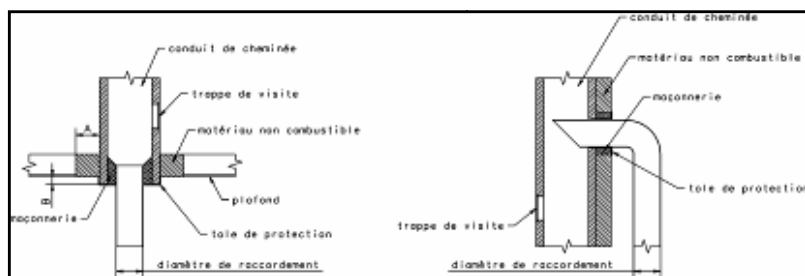 conduit de cheminée
trappe de visite
A
matériau non combustible
B
plafond
maçonnerie
tole de protection
diamètre de raccordement
conduit de cheminée
matériau non combustible
maçonnerie
tole de protection
trappe de visite
diamètre de raccordement